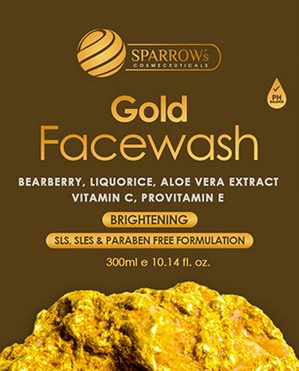 SPARROW's
COSMECEUTICALS
PH
Gold
Facewash
BEARBERRY, LIQUORICE, ALOE VERA EXTRACT
VITAMIN C, PROVITAMIN E
BRIGHTENING
SLS, SLES & PARABEN FREE FORMULATION
300ml e 10.14 fl. oz.